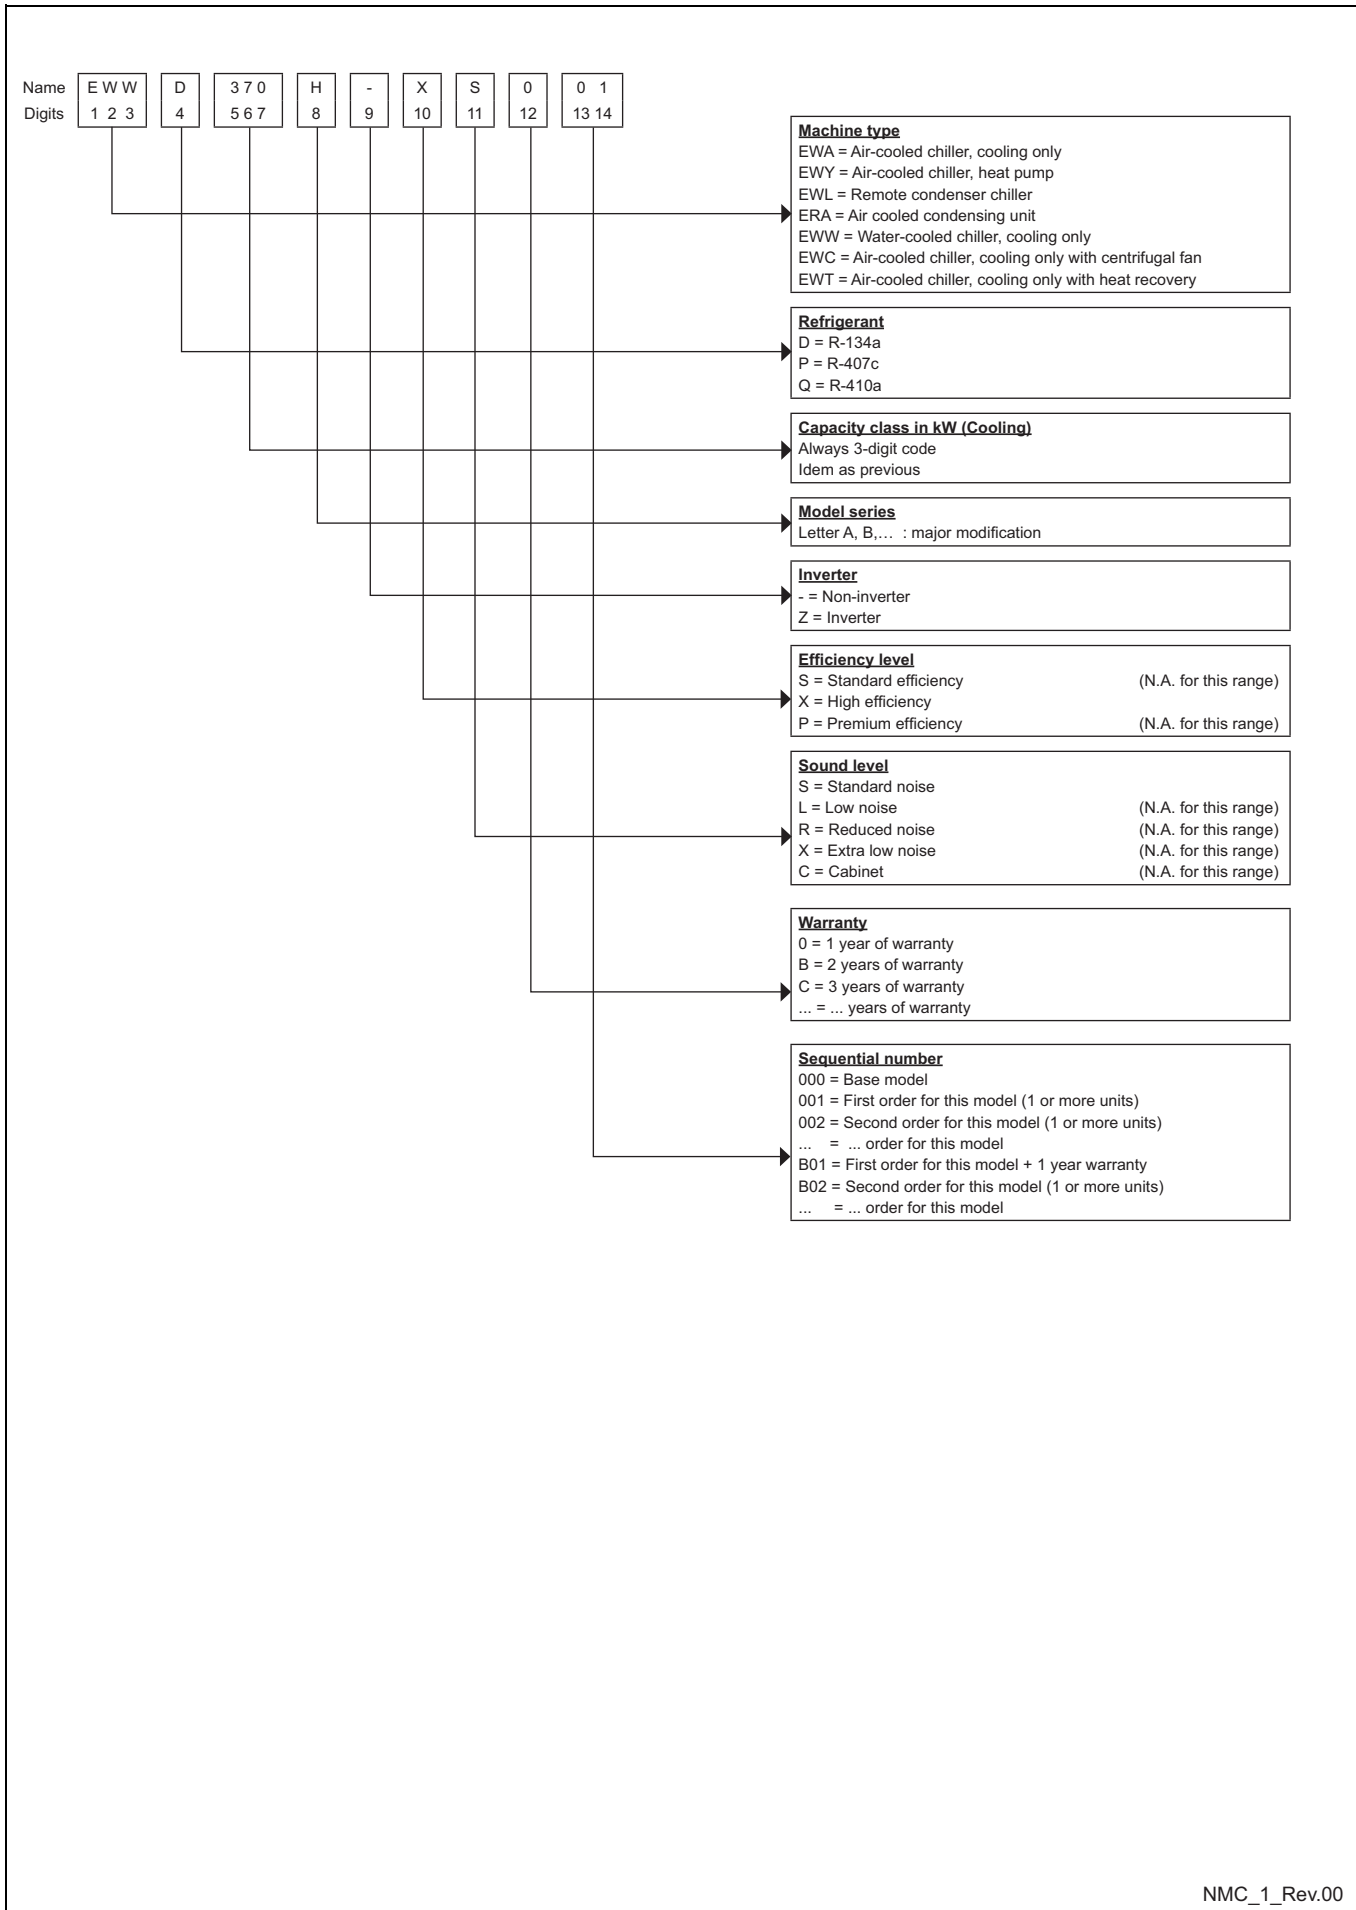 Name E W W D 3 7 0 H - X S 0 0 1
Digits 1 2 3 4 5 6 7 8 9 10 11 12 13 14
Machine type
EWA = Air-cooled chiller, cooling only
EWY = Air-cooled chiller, heat pump
EWL = Remote condenser chiller
ERA = Air cooled condensing unit
EWW = Water-cooled chiller, cooling only
EWC = Air-cooled chiller, cooling only with centrifugal fan
EWT = Air-cooled chiller, cooling only with heat recovery
Refrigerant
D = R-134a
P = R-407c
Q = R-410a
Capacity class in kW (Cooling)
Always 3-digit code
Idem as previous
Model series
Letter A, B,... : major modification
Inverter
- = Non-inverter
Z = Inverter
Efficiency level
S = Standard efficiency (N.A. for this range)
X = High efficiency
P = Premium efficiency (N.A. for this range)
Sound level
S = Standard noise
L = Low noise (N.A. for this range)
R = Reduced noise (N.A. for this range)
X = Extra low noise (N.A. for this range)
C = Cabinet (N.A. for this range)
Warranty
0 = 1 year of warranty
B = 2 years of warranty
C = 3 years of warranty
... = ... years of warranty
Sequential number
000 = Base model
001 = First order for this model (1 or more units)
002 = Second order for this model (1 or more units)
... = ... order for this model
B01 = First order for this model + 1 year warranty
B02 = Second order for this model (1 or more units)
... = ... order for this model
NMC_1_Rev.00